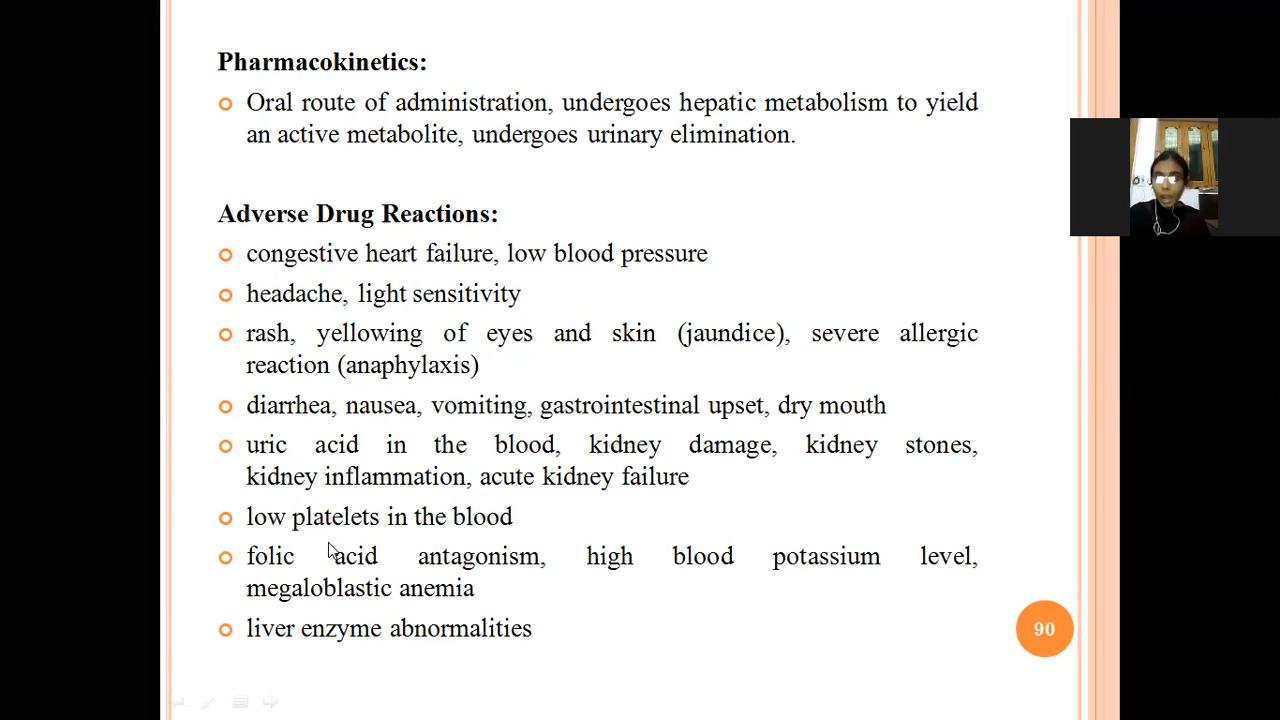 Pharmacokinetics:
Oral route of administration, undergoes hepatic metabolism to yield
an active metabolite, undergoes urinary elimination.
Adverse Drug Reactions:
congestive heart failure, low blood pressure
headache, light sensitivity
rash, yellowing of eyes and skin (jaundice), severe allergic
reaction (anaphylaxis)
diarrhea, nausea, vomiting, gastrointestinal upset, dry mouth
uric acid in the blood, kidney damage, kidney stones,
kidney inflammation, acute kidney failure
low platelets in the blood
folic acid antagonism, high blood potassium level,
megaloblastic anemia
liver enzyme abnormalities
90